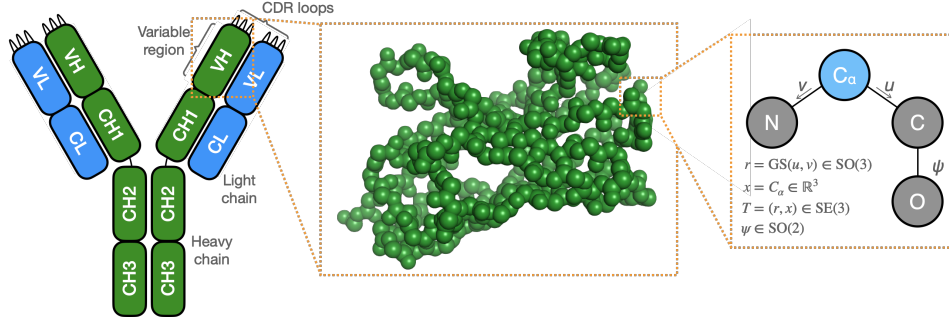 CDR loops
Variable
region
VL
VH
VH
VL
CL
CH1
CH1
CL
Light
chain
CH2
CH2
Heavy
chain
CH3
CH3
Cα
v
u
N
C
r = GS(u, v) ∈ SO(3)
ψ
x = Cα ∈ ℝ³
T = (r, x) ∈ SE(3)
O
ψ ∈ SO(2)